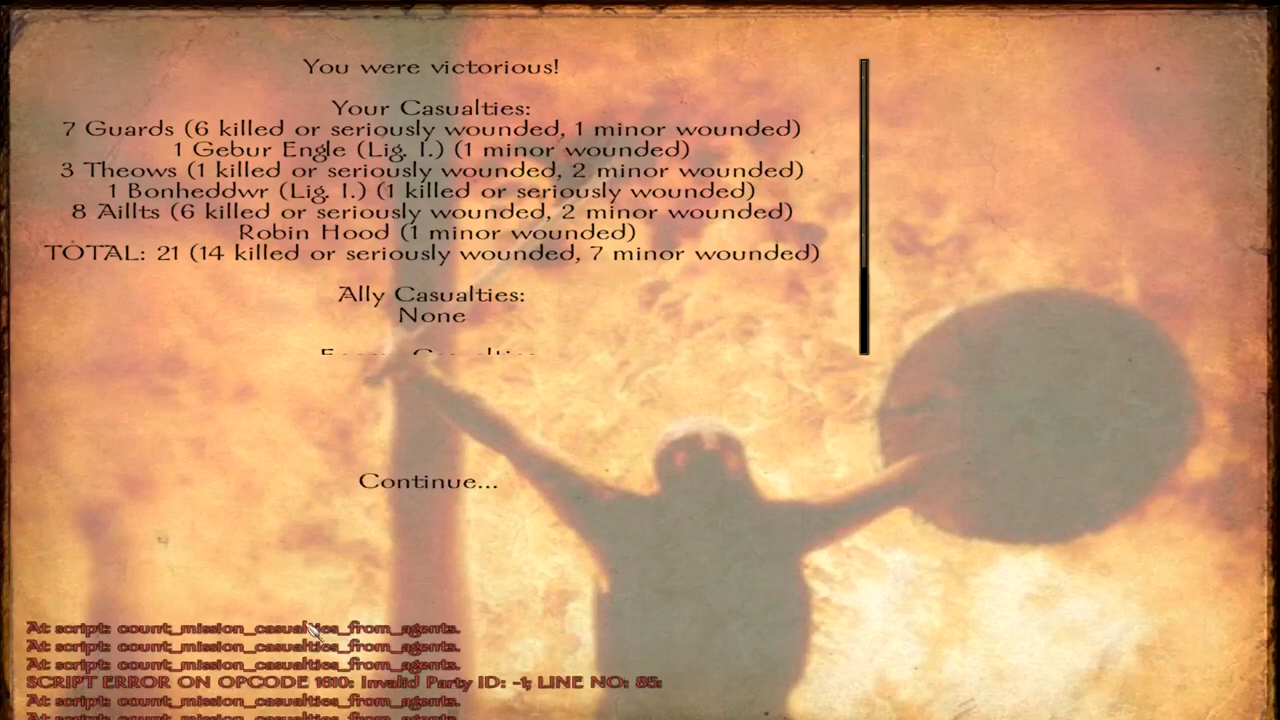 You were victorious!
Your Casualties:
7 Guards (6 killed or seriously wounded, 1 minor wounded)
1 Gebur Engle (Lig. I.) (1 minor wounded)
3 Theows (1 killed or seriously wounded, 2 minor wounded)
1 Bonheddwr (Lig. I.) (1 killed or seriously wounded)
8 Aillts (6 killed or seriously wounded, 2 minor wounded)
Robin Hood (1 minor wounded)
TOTAL: 21 (14 killed or seriously wounded, 7 minor wounded)
Ally Casualties:
None
Continue...
At script: count_mission_casualties_from_agents.
At script: count_mission_casualties_from_agents.
At script: count_mission_casualties_from_agents.
SCRIPT ERROR ON OPCODE 1610: Invalid Party ID: -1; LINE NO: 85:
At script: count_mission_casualties_from_agents.